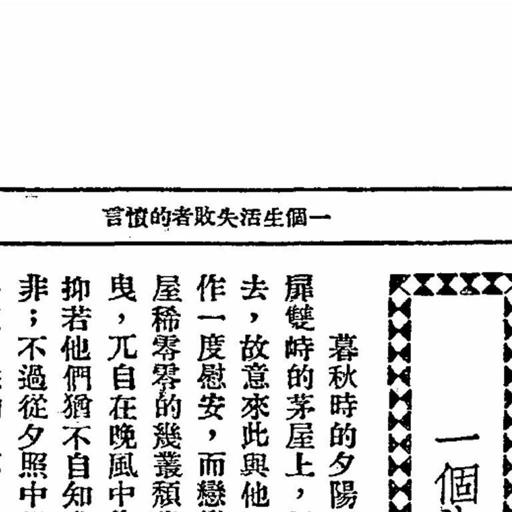 一個生活失敗者的憤言
一個
暮秋時的夕陽
扉雙峙的茅屋上，
去，故意來此與他
作一度慰安，而戀
屋稀零零的幾叢頹
曳，兀自在晚風中
抑若他們猶不自知
非；不過從夕照中